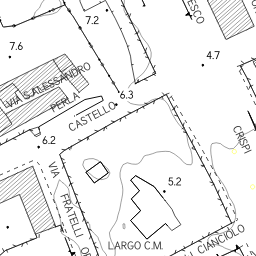 7.2
ESCO
7.6
4.7
VIA S.ALESSANDRO
PERLA
6.3
CASTELLO
CRISPI
6.2
VIA
FRATELLI
5.2
LARGO C.M.
CIANCIOLO